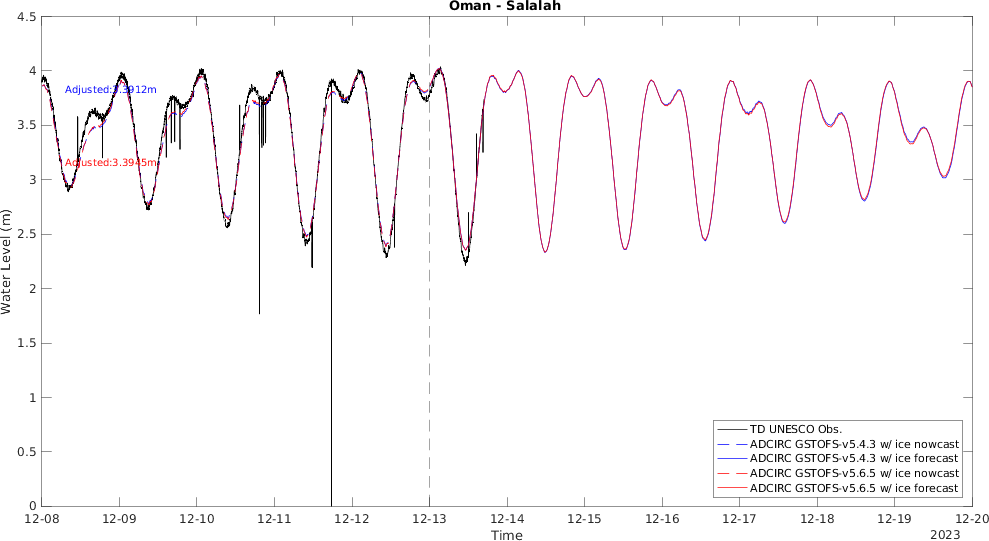 Oman - Salalah
4.5
4
3.5
3
2.5
2
1.5
1
0.5
0
Water Level (m)
Adjusted:3.3912m
Adjusted:3.3945m
TD UNESCO Obs.
ADCIRC GSTOFS-v5.4.3 w/ ice nowcast
ADCIRC GSTOFS-v5.4.3 w/ ice forecast
ADCIRC GSTOFS-v5.6.5 w/ ice nowcast
ADCIRC GSTOFS-v5.6.5 w/ ice forecast
12-08 12-09 12-10 12-11 12-12 12-13 12-14 12-15 12-16 12-17 12-18 12-19 12-20
Time
2023